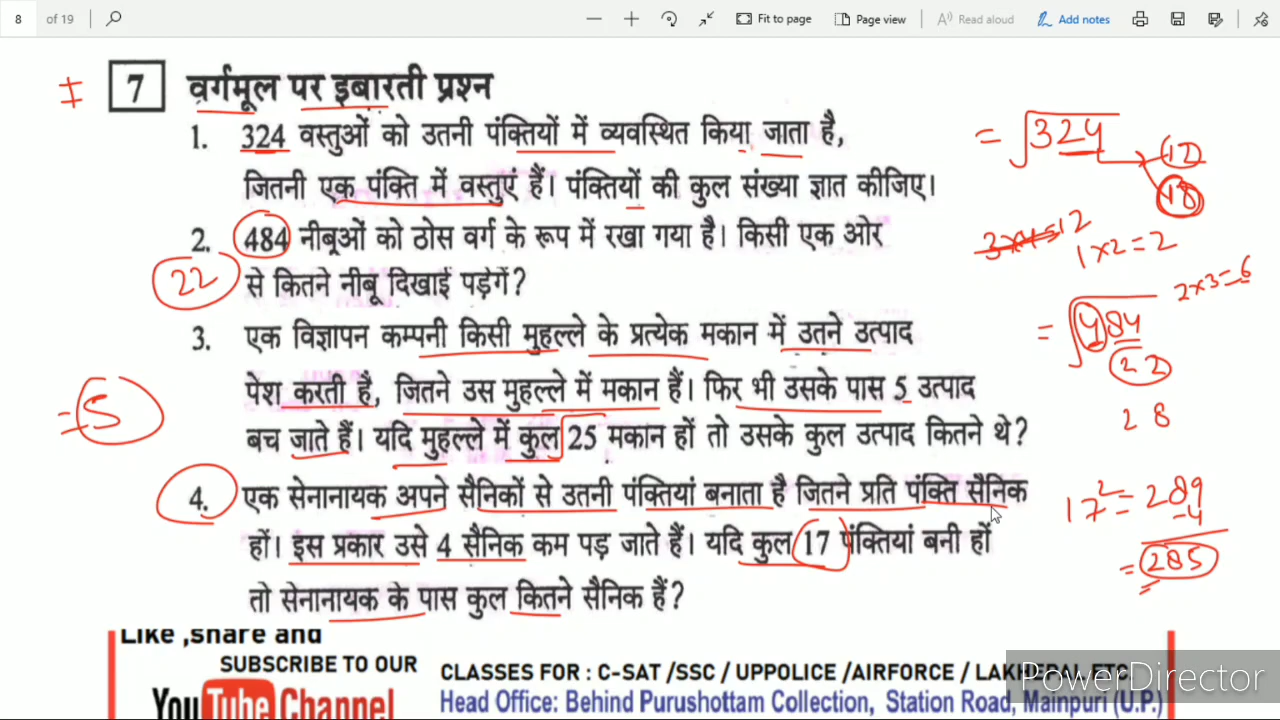 8 of 19 Fit to page Page view Read aloud Add notes
7 वर्गमूल पर इबारती प्रश्न
1. 324 वस्तुओं को उतनी पंक्तियों में व्यवस्थित किया जाता है,
जितनी एक पंक्ति में वस्तुएं हैं। पंक्तियों की कुल संख्या ज्ञात कीजिए।
2. 484 नीबूओं को ठोस वर्ग के रूप में रखा गया है। किसी एक ओर
22 से कितने नीबू दिखाई पड़ेगें?
3. एक विज्ञापन कम्पनी किसी मुहल्ले के प्रत्येक मकान में उतने उत्पाद
पेश करती है, जितने उस मुहल्ले में मकान हैं। फिर भी उसके पास 5 उत्पाद
= 5
बच जाते हैं। यदि मुहल्ले में कुल 25 मकान हों तो उसके कुल उत्पाद कितने थे?
4. एक सेनानायक अपने सैनिकों से उतनी पंक्तियां बनाता है जितने प्रति पंक्ति सैनिक
हों। इस प्रकार उसे 4 सैनिक कम पड़ जाते हैं। यदि कुल 17 पंक्तियां बनी हों
तो सेनानायक के पास कुल कितने सैनिक हैं?
= √324
12
18
1×2=2
2×3=6
= √484
22
28
17²=289
-4
= 285
Like ,share and
SUBSCRIBE TO OUR
You Tube Channel
CLASSES FOR : C-SAT /SSC / UPPOLICE /AIRFORCE / LAKHEPAL ETC.
Head Office: Behind Purushottam Collection, Station Road, Mainpuri (U.P.)
PowerDirector